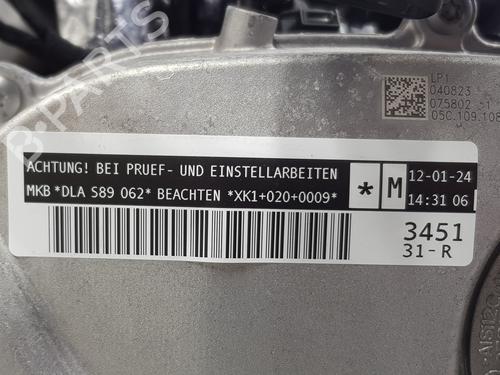 B-PARTS
LP1
040823
075802
05C.109.108
ACHTUNG! BEI PRUEF- UND EINSTELLARBEITEN
MKB *DLA S89 062* BEACHTEN *XK1+020+0009*
* M
12-01-24
14:31 06
3451
31-R